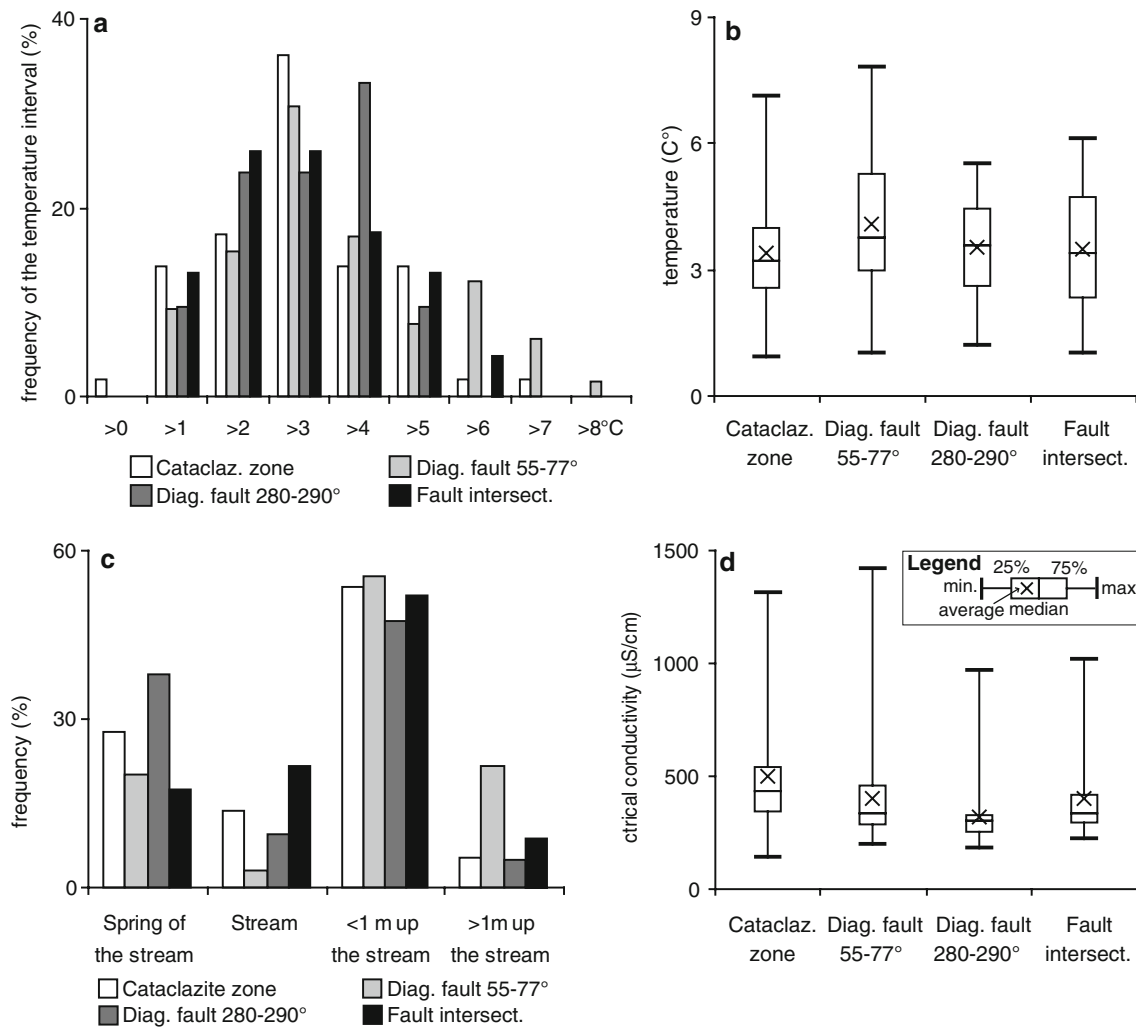 a
frequency of the temperature interval (%)
40
20
0
>0 >1 >2 >3 >4 >5 >6 >7 >8°C
Cataclaz. zone
Diag. fault 55-77°
Diag. fault 280-290°
Fault intersect.
b
temperature (C°)
9
6
3
0
Cataclaz. zone
Diag. fault 55-77°
Diag. fault 280-290°
Fault intersect.
c
frequency (%)
60
30
0
Spring of the stream
Stream
<1 m up the stream
>1m up the stream
Cataclazite zone
Diag. fault 55-77°
Diag. fault 280-290°
Fault intersect.
d
ctrical conductivity (µS/cm)
1500
1000
500
0
Legend
25% 75%
min. max
average median
Cataclaz. zone
Diag. fault 55-77°
Diag. fault 280-290°
Fault intersect.